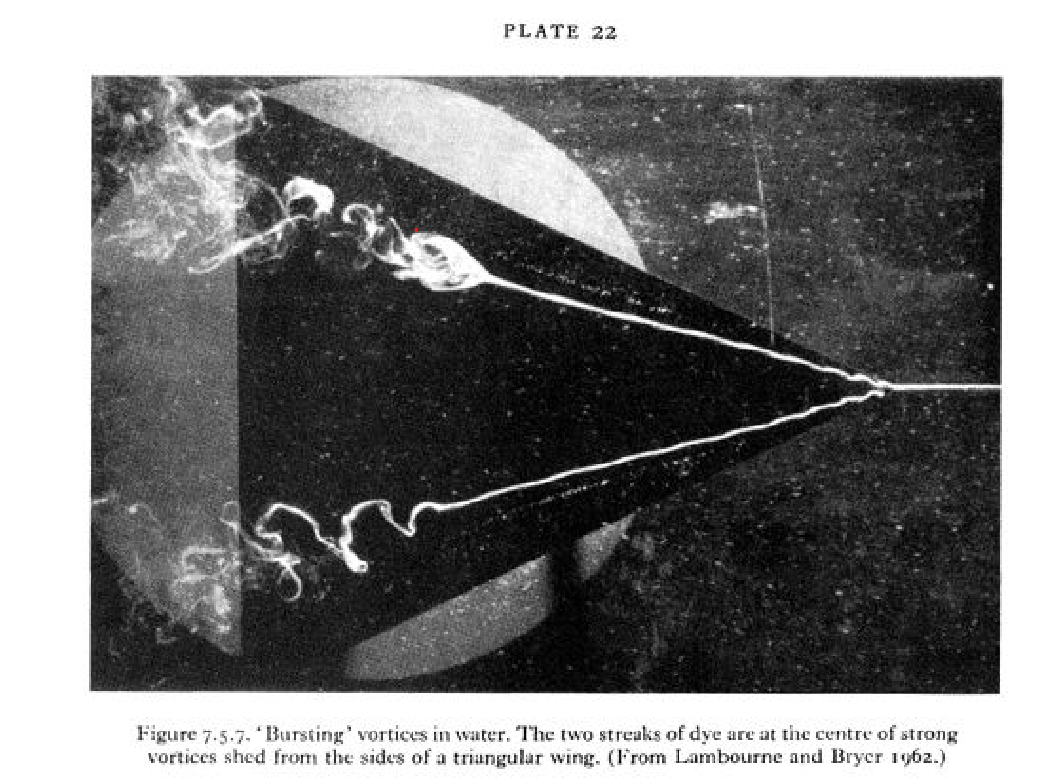 PLATE 22
Figure 7.5.7. 'Bursting' vortices in water. The two streaks of dye are at the centre of strong
vortices shed from the sides of a triangular wing. (From Lambourne and Bryer 1962.)